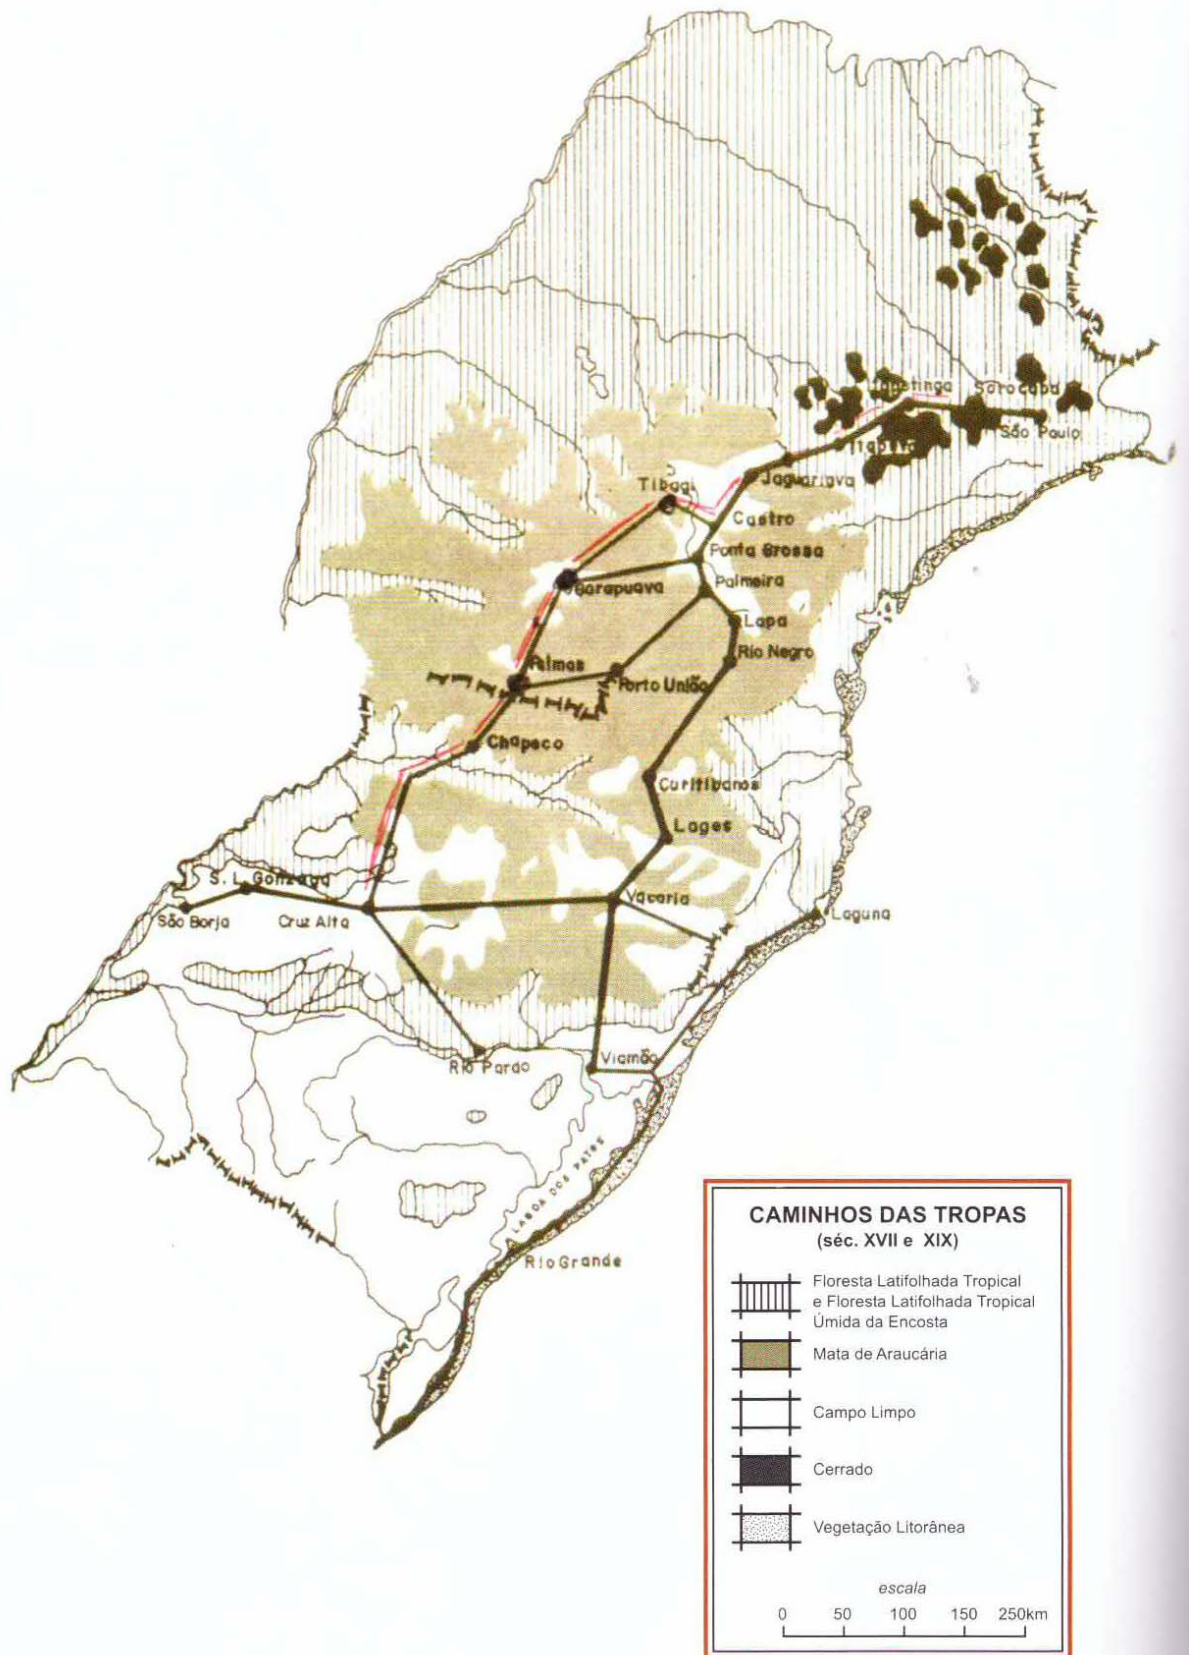 Sorocaba
São Paulo
Tibagi
Jaguariava
Castro
Ponta Grossa
Garapuava
Palmeira
Lapa
Rio Negro
Palmas
Porto União
Chapeco
Curitibanos
Lages
S. L. Gonzaga
Vacaria
São Borja
Cruz Alta
Laguna
Rio Pardo
Viamão
LAGOA DOS PATOS
Rio Grande
CAMINHOS DAS TROPAS
(séc. XVII e XIX)
Floresta Latifolhada Tropical
e Floresta Latifolhada Tropical
Úmida da Encosta
Mata de Araucária
Campo Limpo
Cerrado
Vegetação Litorânea
escala
0 50 100 150 250km